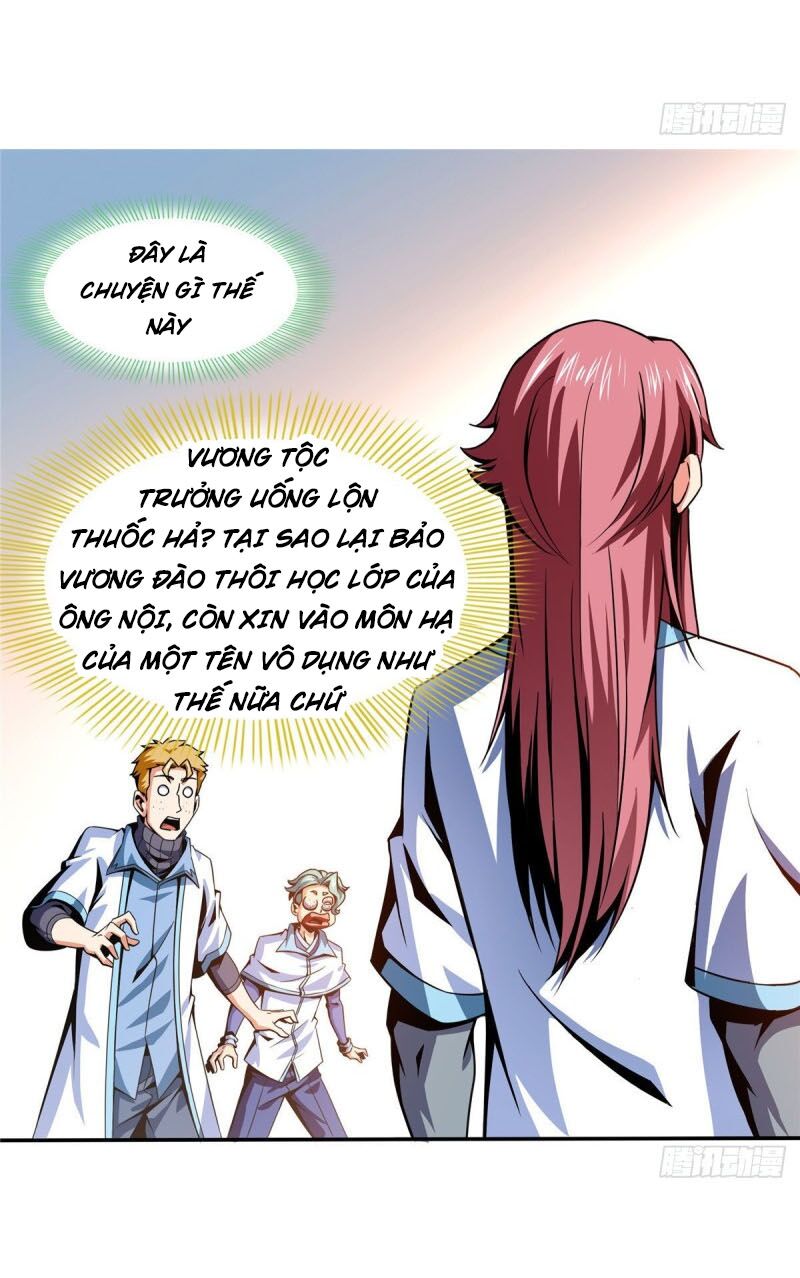 腾讯动漫
ĐÂY LÀ
CHUYỆN GÌ THẾ
NÀY
VƯƠNG TỘC
TRƯỞNG UỐNG LỘN
THUỐC HẢ? TẠI SAO LẠI BẢO
VƯƠNG ĐÀO THÔI HỌC LỚP CỦA
ÔNG NỘI, CÒN XIN VÀO MÔN HẠ
CỦA MỘT TÊN VÔ DỤNG NHƯ
THẾ NỮA CHỨ
腾讯动漫